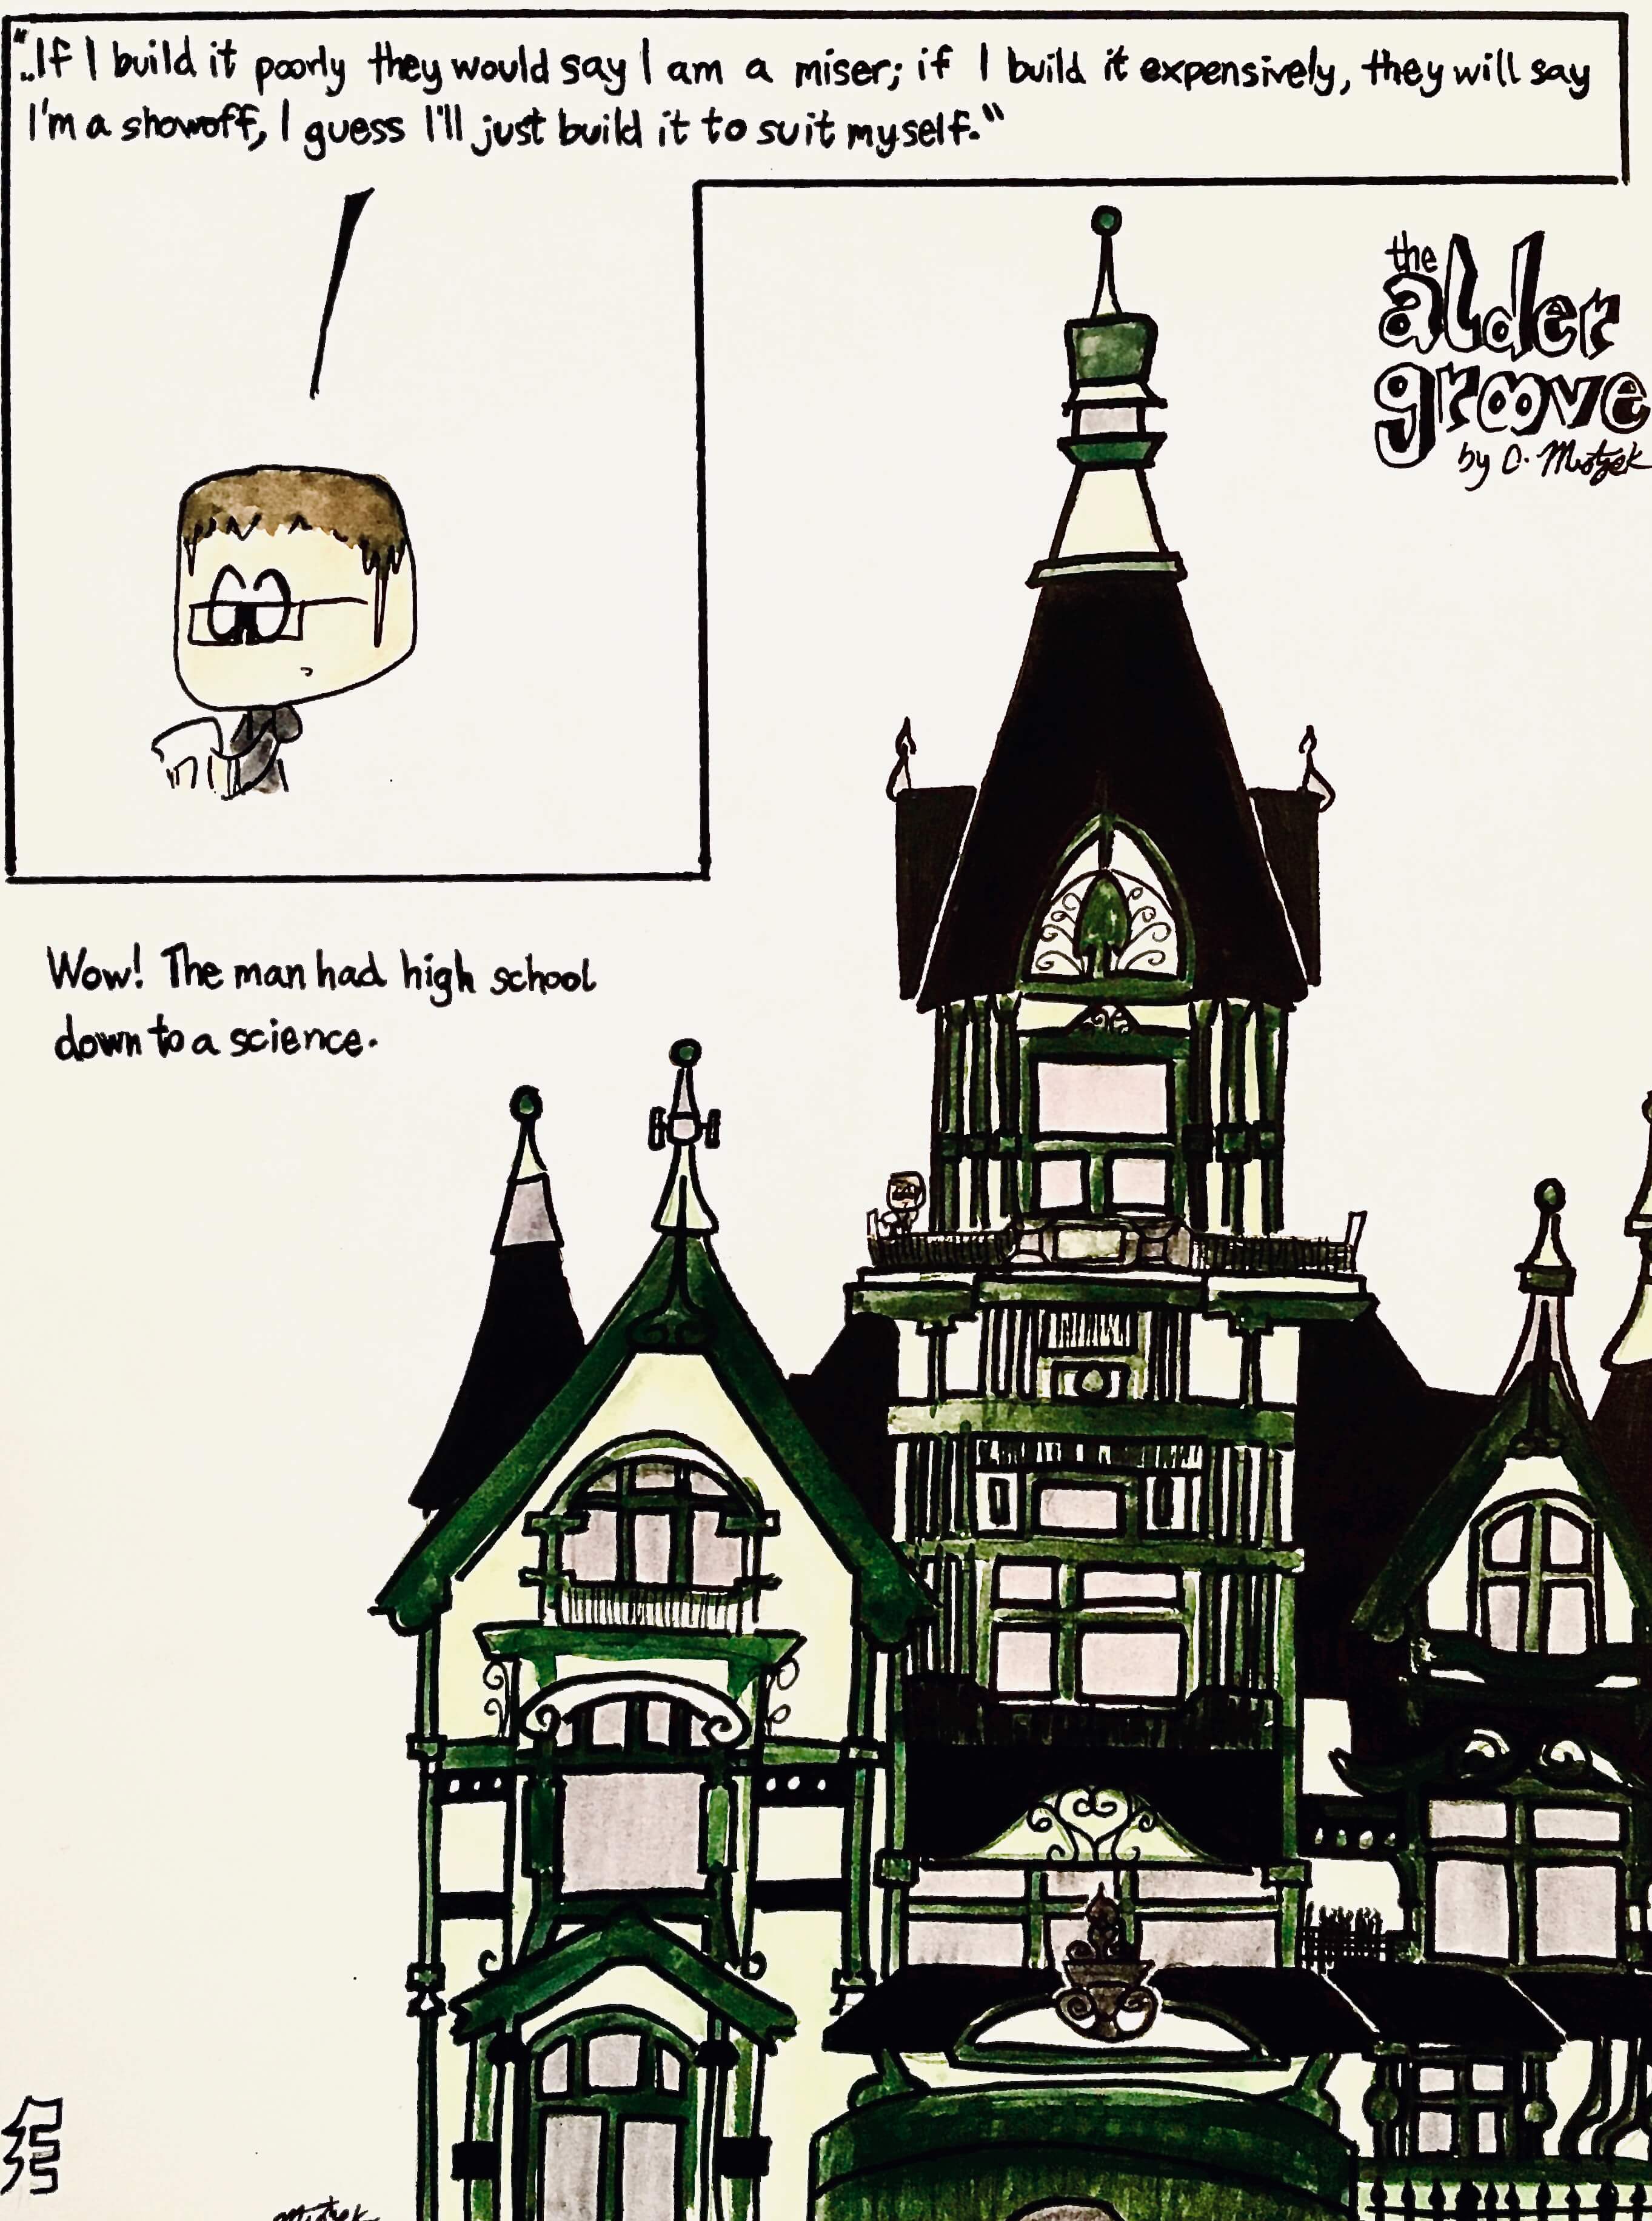 "..If I build it poorly they would say I am a miser; if I build it expensively, they will say
I'm a showoff, I guess I'll just build it to suit myself."
the
alder
groove
by O. Mustzek
Wow! The man had high school
down to a science.